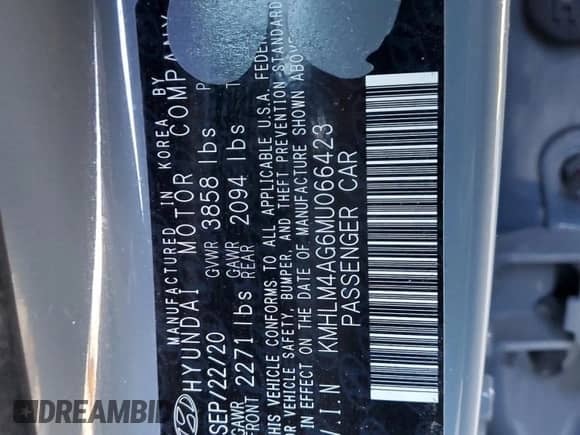 MANUFACTURED IN KOREA BY
HYUNDAI MOTOR COMPANY
SEP/22/20 GVWR 3858 lbs
GAWR FRONT 2271 lbs GAWR REAR 2094 lbs
THIS VEHICLE CONFORMS TO ALL APPLICABLE U.S.A. FEDERAL
VEHICLE SAFETY, BUMPER, AND THEFT PREVENTION STANDARDS
IN EFFECT ON THE DATE OF MANUFACTURE SHOWN ABOVE
V.I.N KMHLM4AG6MU066423
PASSENGER CAR
DREAMBID